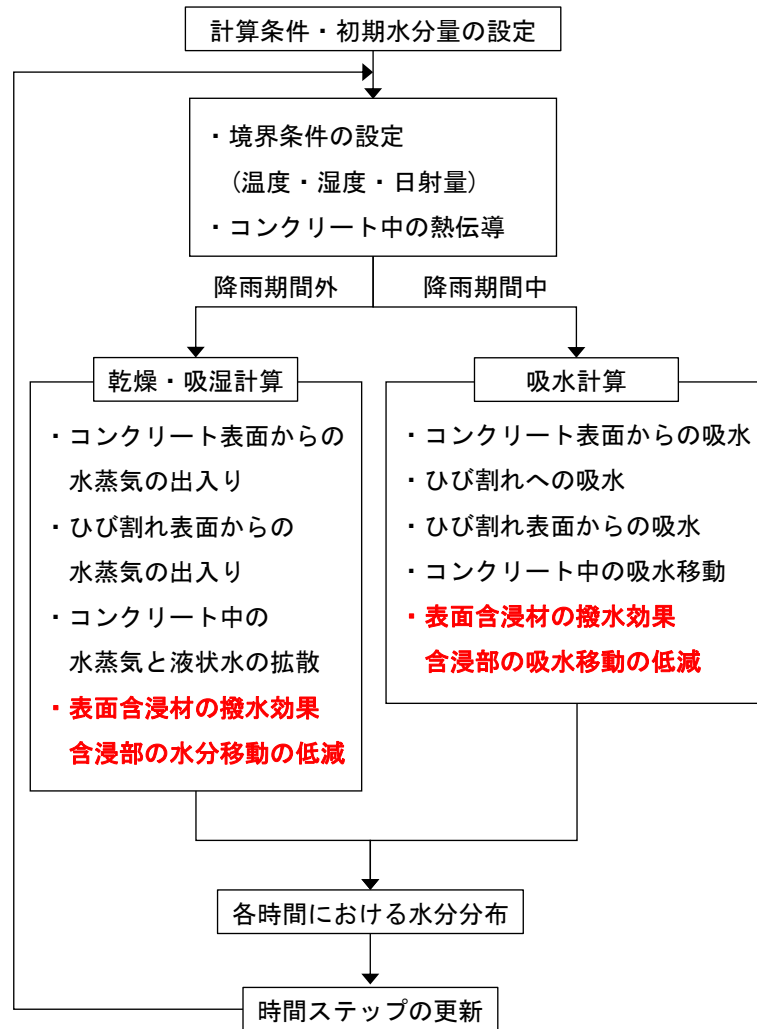 計算条件・初期水分量の設定
・境界条件の設定
(温度・湿度・日射量)
・コンクリート中の熱伝導
降雨期間外
降雨期間中
乾燥・吸湿計算
・コンクリート表面からの
水蒸気の出入り
・ひび割れ表面からの
水蒸気の出入り
・コンクリート中の
水蒸気と液状水の拡散
・表面含浸材の撥水効果
含浸部の水分移動の低減
吸水計算
・コンクリート表面からの吸水
・ひび割れへの吸水
・ひび割れ表面からの吸水
・コンクリート中の吸水移動
・表面含浸材の撥水効果
含浸部の吸水移動の低減
各時間における水分分布
時間ステップの更新